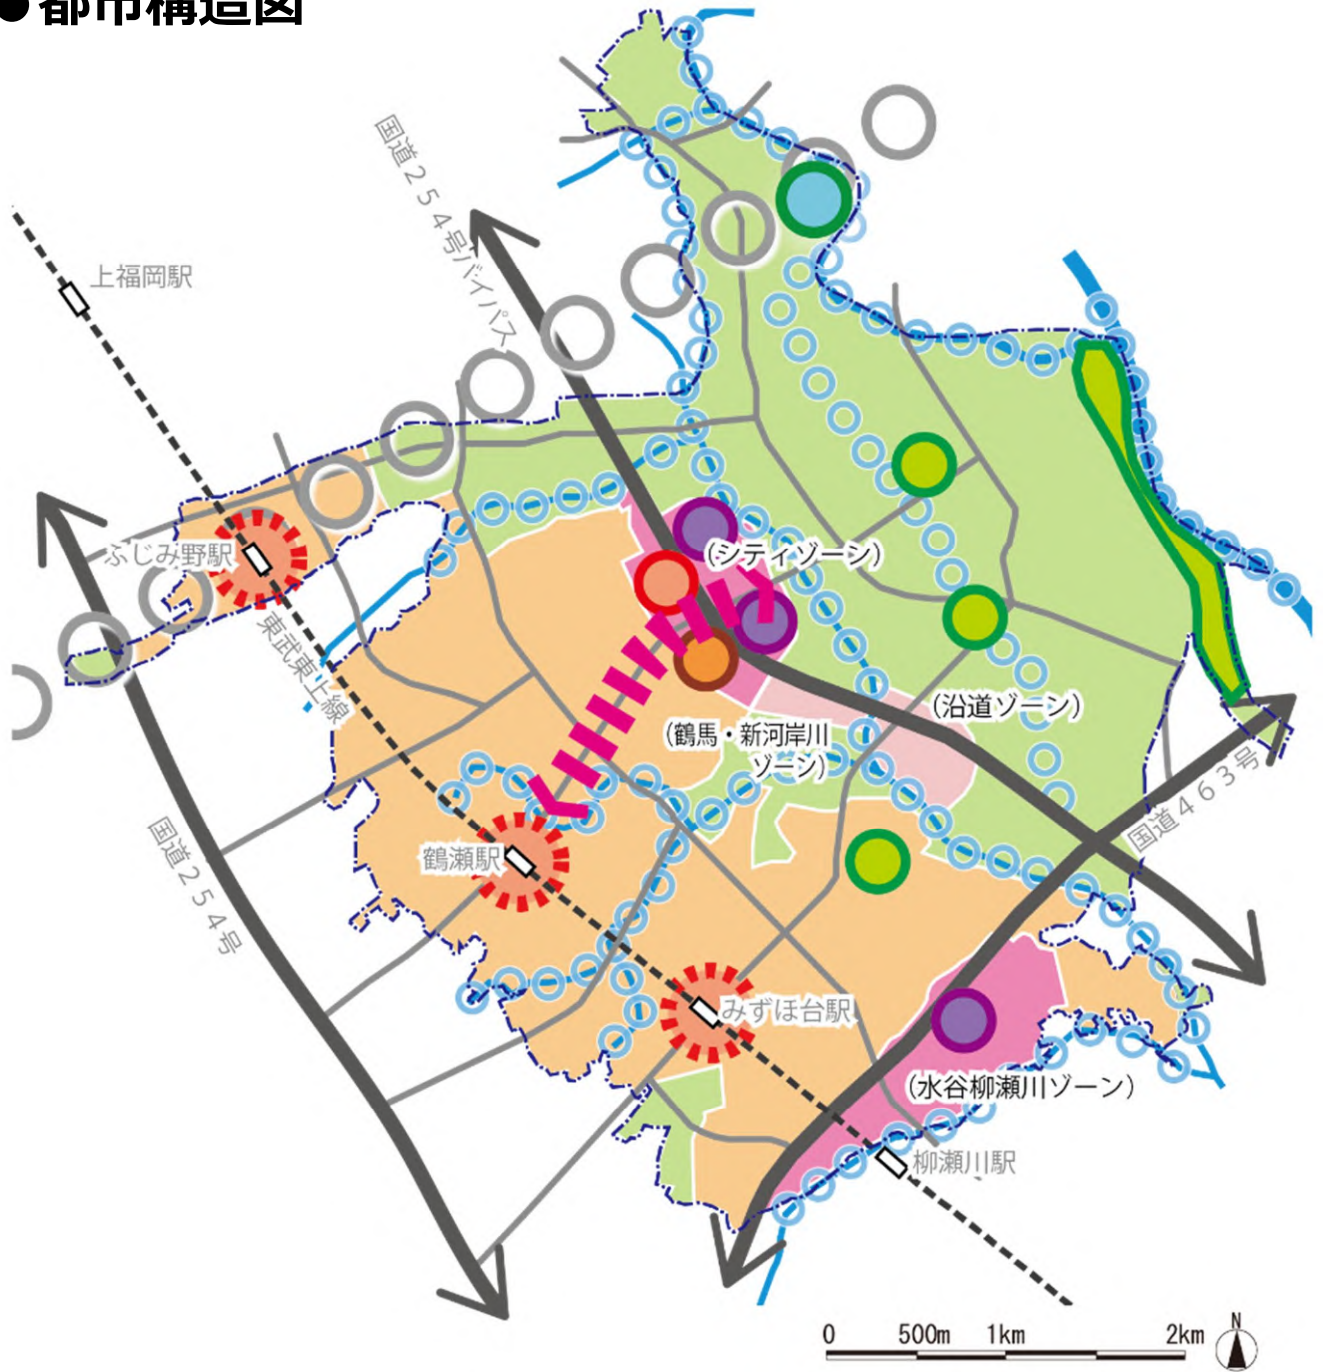 ●都市構造図
国道２５４号バイパス
上福岡駅
ふじみ野駅
（シティゾーン）
東武東上線
（沿道ゾーン）
（鶴馬・新河岸川
ゾーン）
国道４６３号
国道２５４号
鶴瀬駅
みずほ台駅
（水谷柳瀬川ゾーン）
柳瀬川駅
0 500m 1km 2km
N